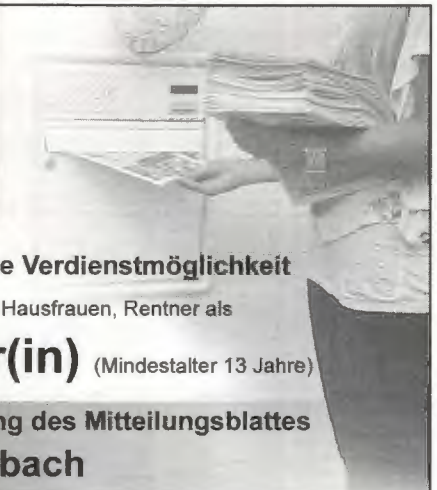 e Verdienstmöglichkeit
Hausfrauen, Rentner als
r(in) (Mindestalter 13 Jahre)
ng des Mitteilungsblattes
bach